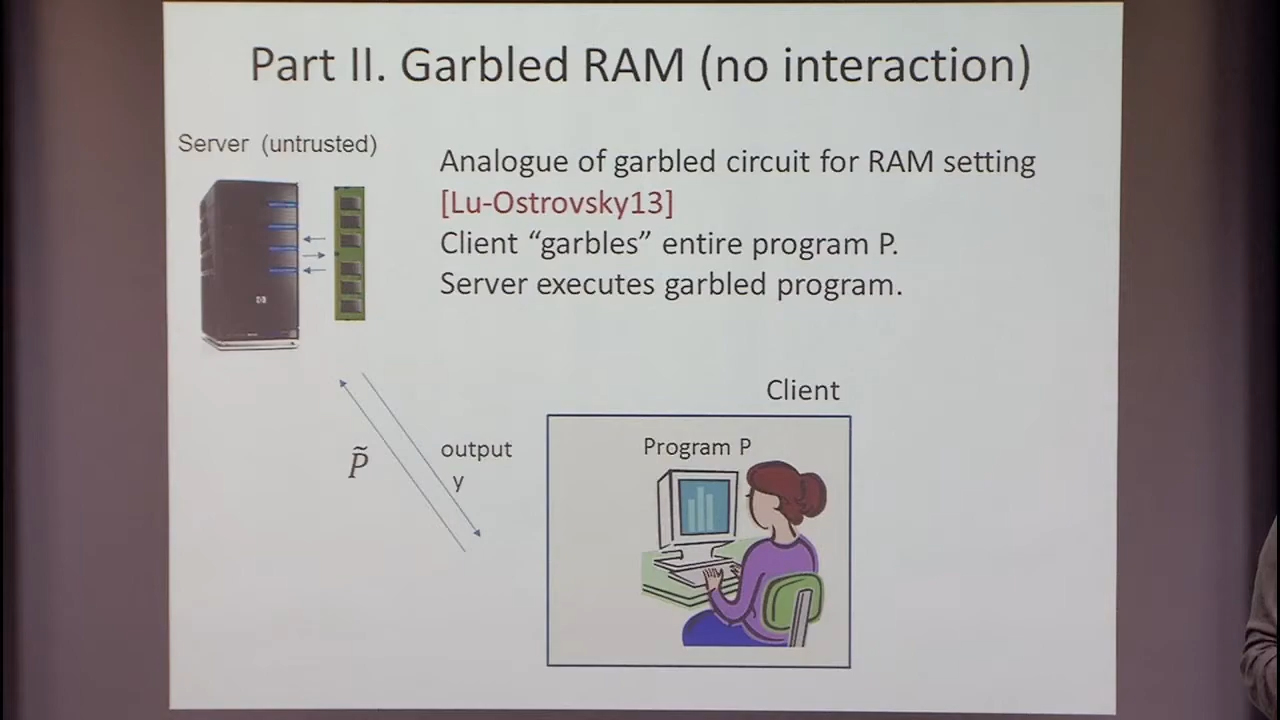 Part II. Garbled RAM (no interaction)
Server (untrusted)
Analogue of garbled circuit for RAM setting
[Lu-Ostrovsky13]
Client “garbles” entire program P.
Server executes garbled program.
Client
Program P
output
y
P̃